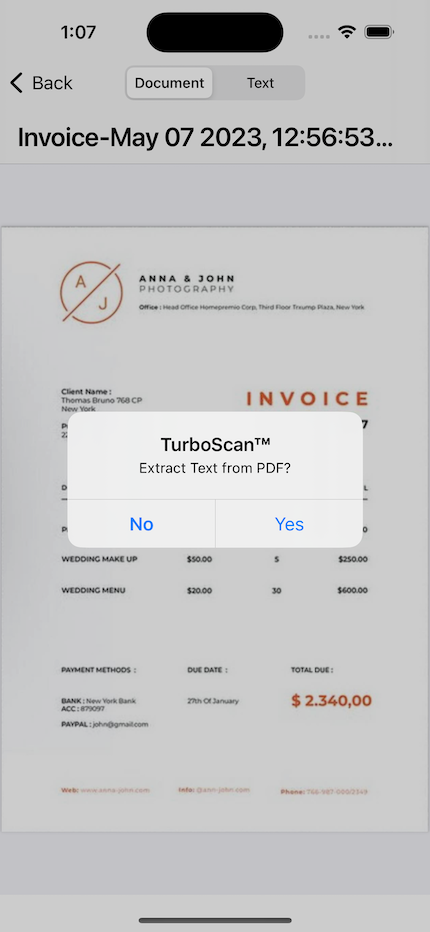 1:07
Back
Document
Text
Invoice-May 07 2023, 12:56:53...
A
J
ANNA & JOHN
PHOTOGRAPHY
Office : Head Office Homepremio Corp, Third Floor Trxump Plaza, New York
Client Name :
Thomas Bruno 768 CP
New York
INVOICE
7
TurboScan™
Extract Text from PDF?
No
Yes
WEDDING MAKE UP $50.00 5 $250.00
WEDDING MENU $20.00 30 $600.00
PAYMENT METHODS : DUE DATE : TOTAL DUE :
BANK : New York Bank 27th Of January $ 2.340,00
ACC : 879097
PAYPAL : john@gmail.com
Web: www.anna-john.com Info: @ann-john.com Phone: 766-987-000/2349